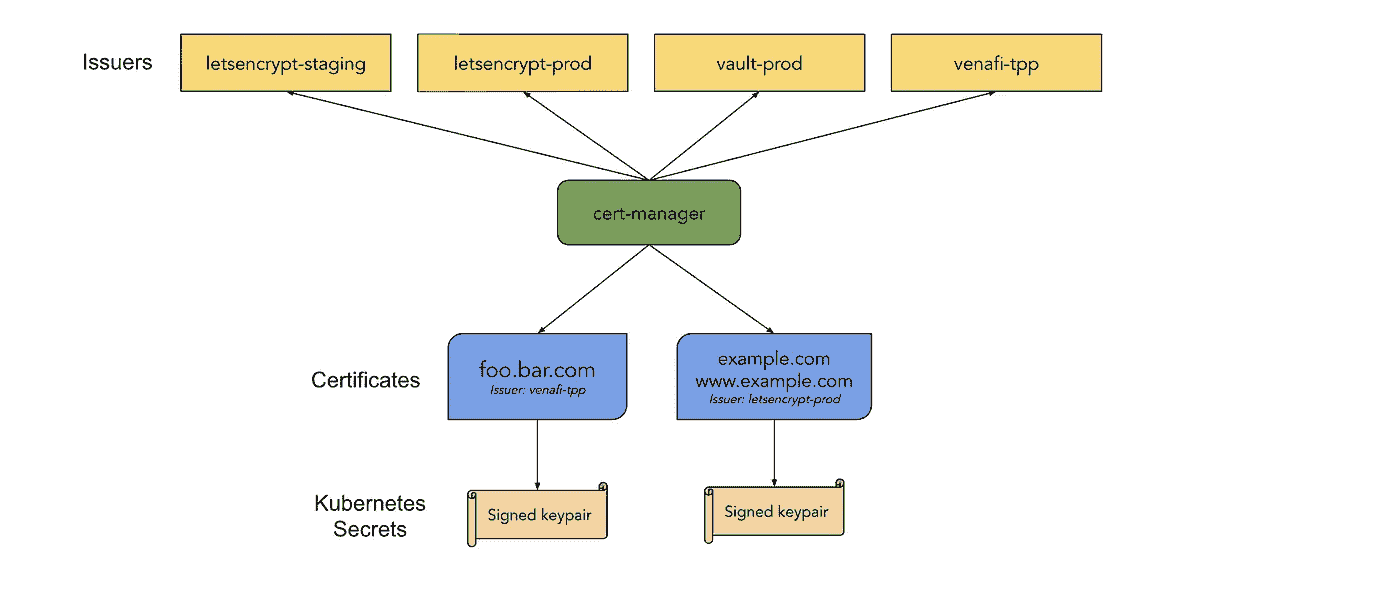 Issuers
letsencrypt-staging
letsencrypt-prod
vault-prod
venafi-tpp
cert-manager
Certificates
foo.bar.com
Issuer: venafi-tpp
example.com
www.example.com
Issuer: letsencrypt-prod
Kubernetes
Secrets
Signed keypair
Signed keypair